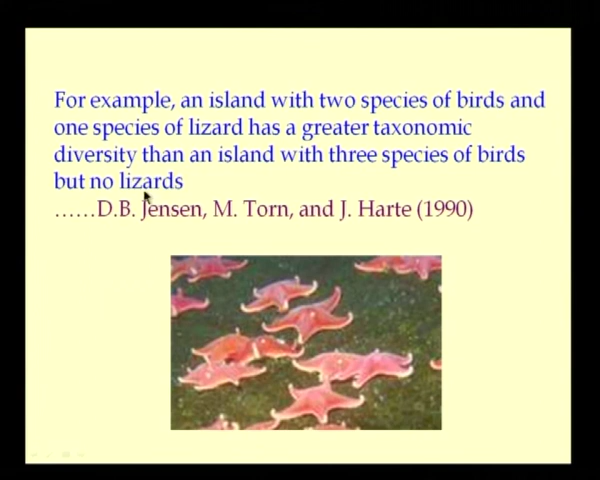 For example, an island with two species of birds and
one species of lizard has a greater taxonomic
diversity than an island with three species of birds
but no lizards
……D.B. Jensen, M. Torn, and J. Harte (1990)